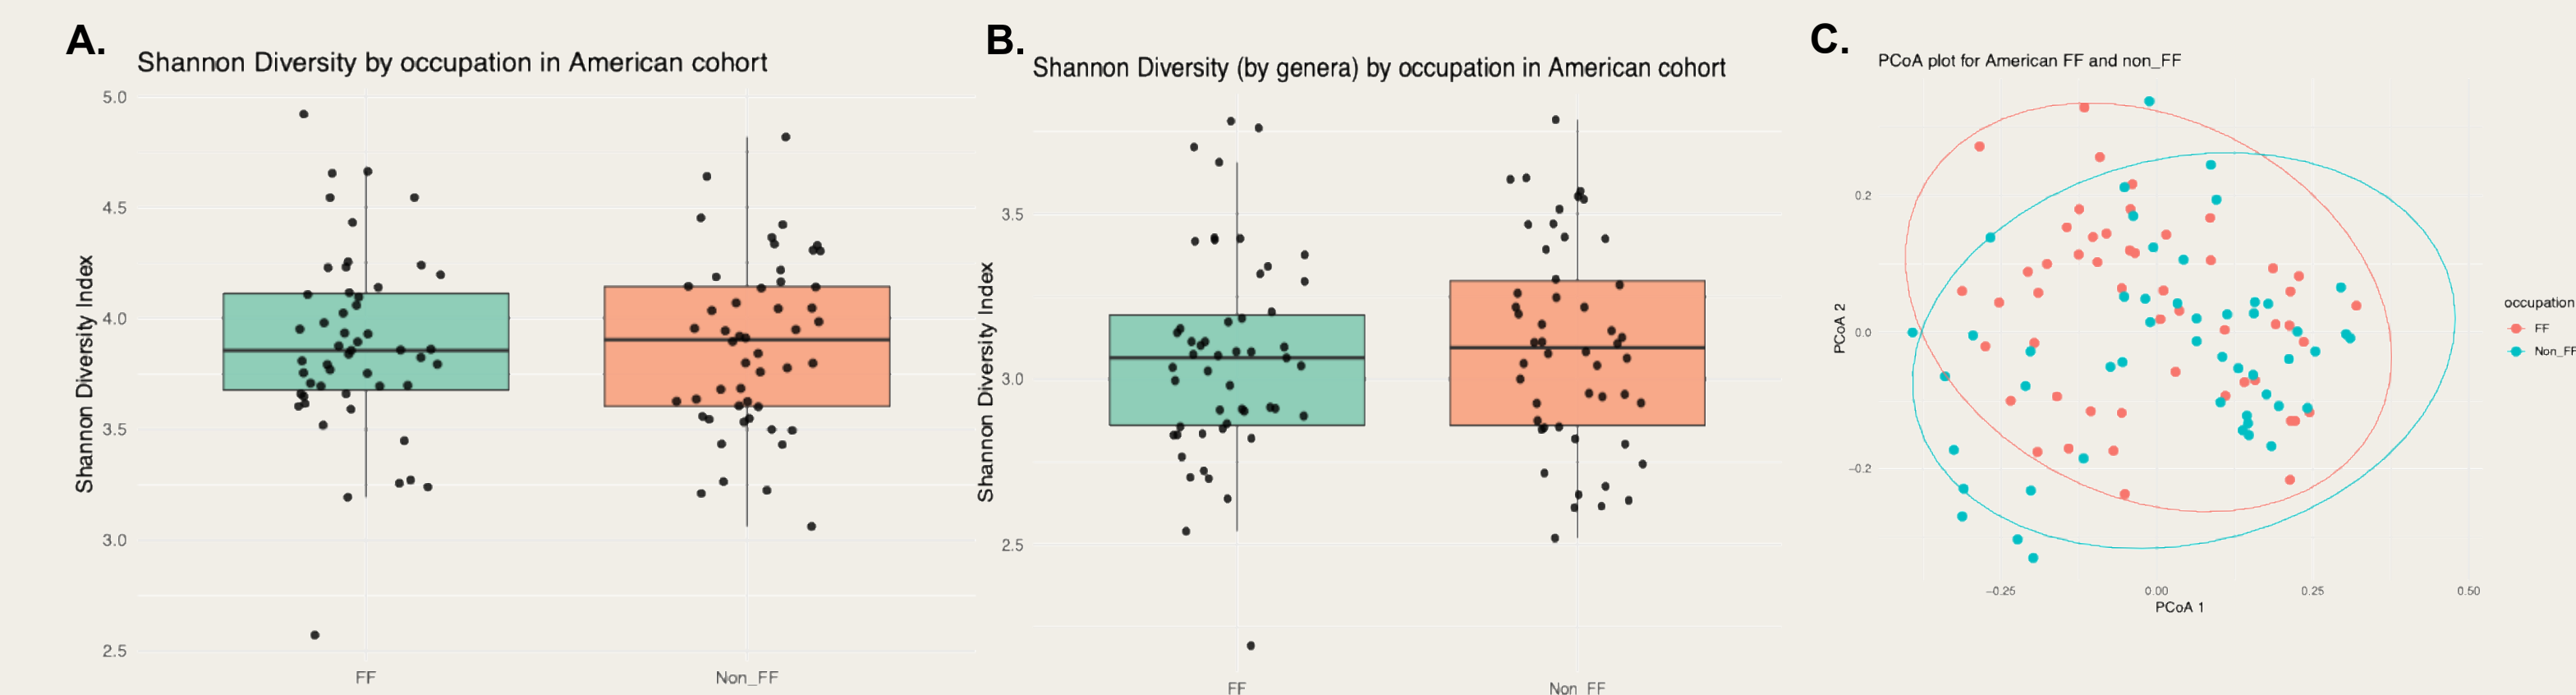 A.
Shannon Diversity by occupation in American cohort
Shannon Diversity Index
5.0
4.5
4.0
3.5
3.0
2.5
FF
Non_FF
B.
Shannon Diversity (by genera) by occupation in American cohort
Shannon Diversity Index
3.5
3.0
2.5
FF
Non_FF
C.
PCoA plot for American FF and non_FF
PCoA 2
0.2
0.0
−0.2
−0.25
0.00
0.25
0.50
PCoA 1
occupation
FF
Non_FF